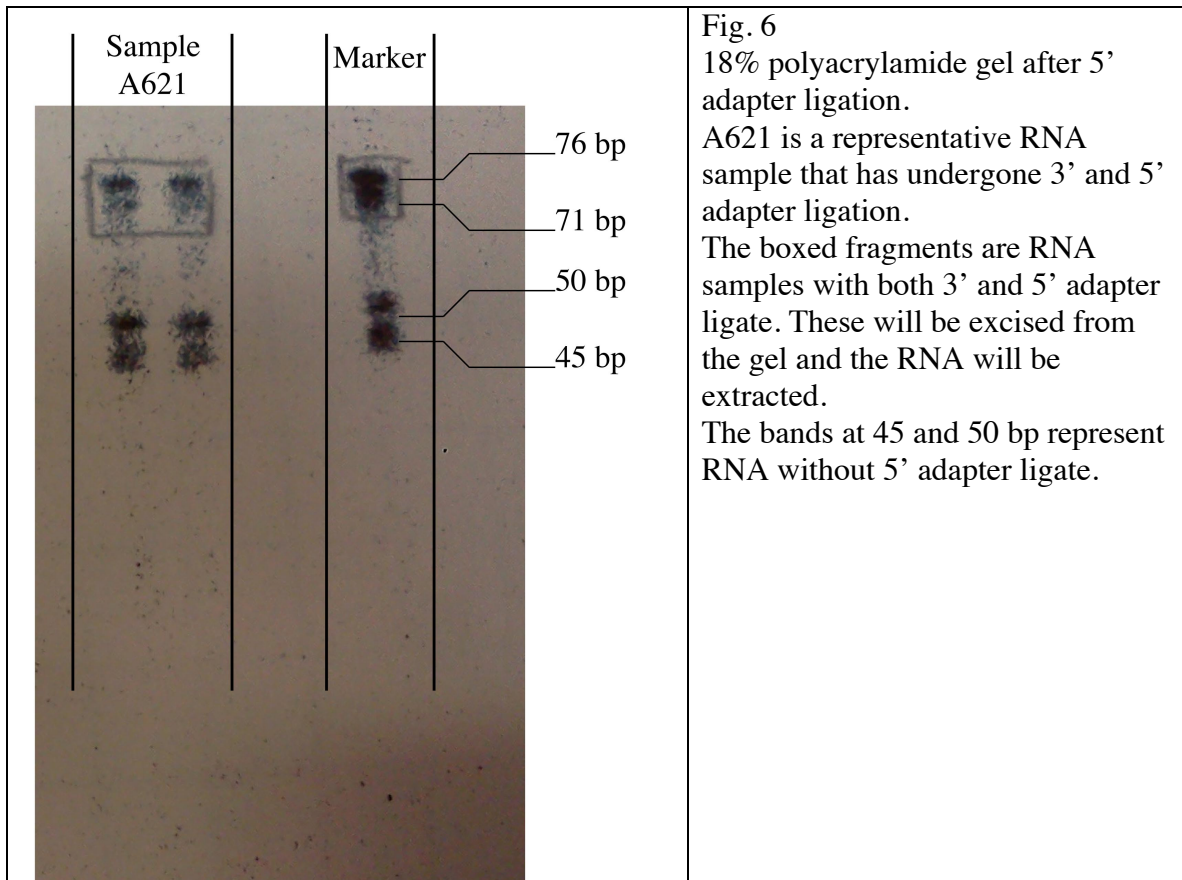 Sample
A621
Marker
76 bp
71 bp
50 bp
45 bp
Fig. 6
18% polyacrylamide gel after 5’
adapter ligation.
A621 is a representative RNA
sample that has undergone 3’ and 5’
adapter ligation.
The boxed fragments are RNA
samples with both 3’ and 5’ adapter
ligate. These will be excised from
the gel and the RNA will be
extracted.
The bands at 45 and 50 bp represent
RNA without 5’ adapter ligate.